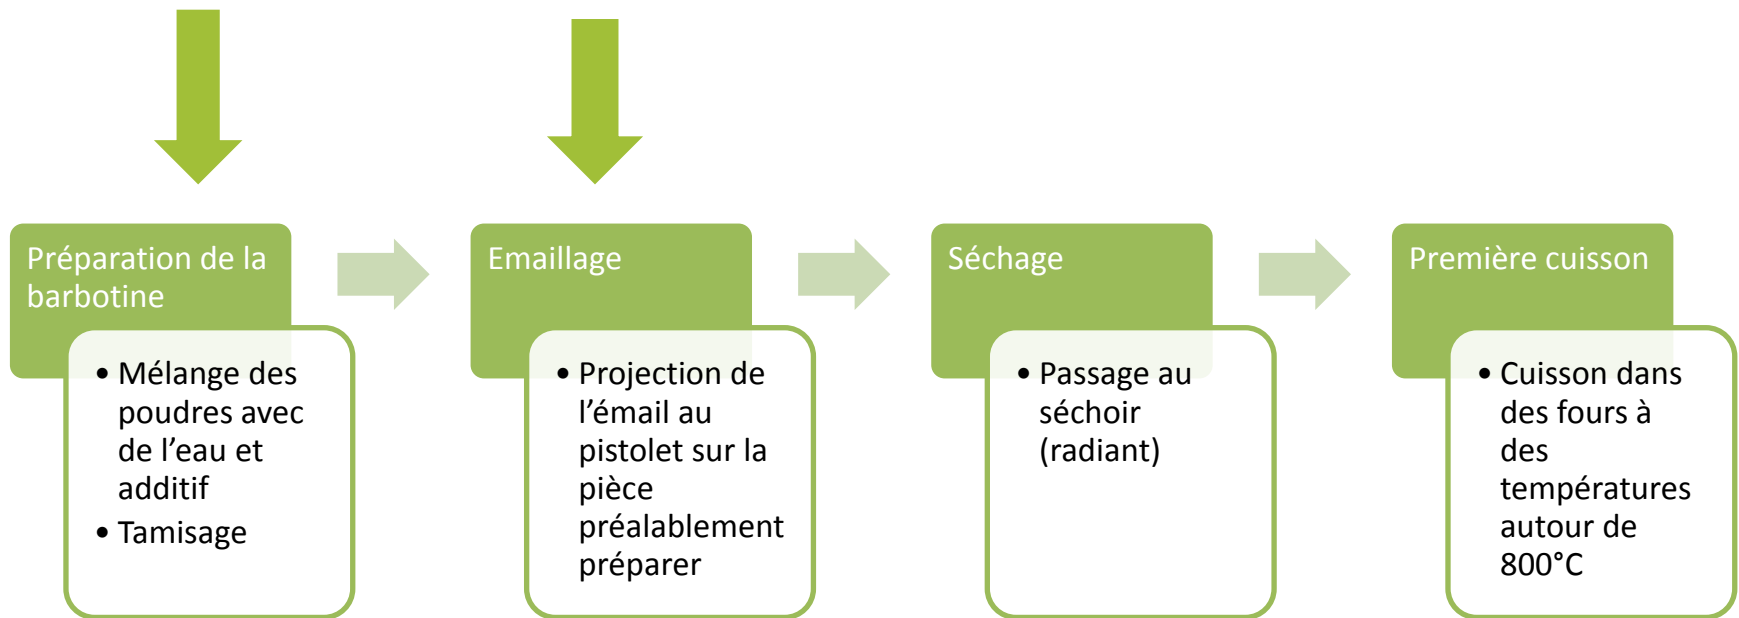 Préparation de la
barbotine
• Mélange des
poudres avec
de l’eau et
additif
• Tamisage
Emaillage
• Projection de
l’émail au
pistolet sur la
pièce
préalablement
préparer
Séchage
• Passage au
séchoir
(radiant)
Première cuisson
• Cuisson dans
des fours à
des
températures
autour de
800°C